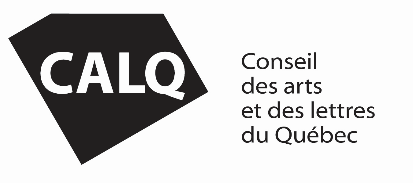 CALQ
Conseil
des arts
et des lettres
du Québec